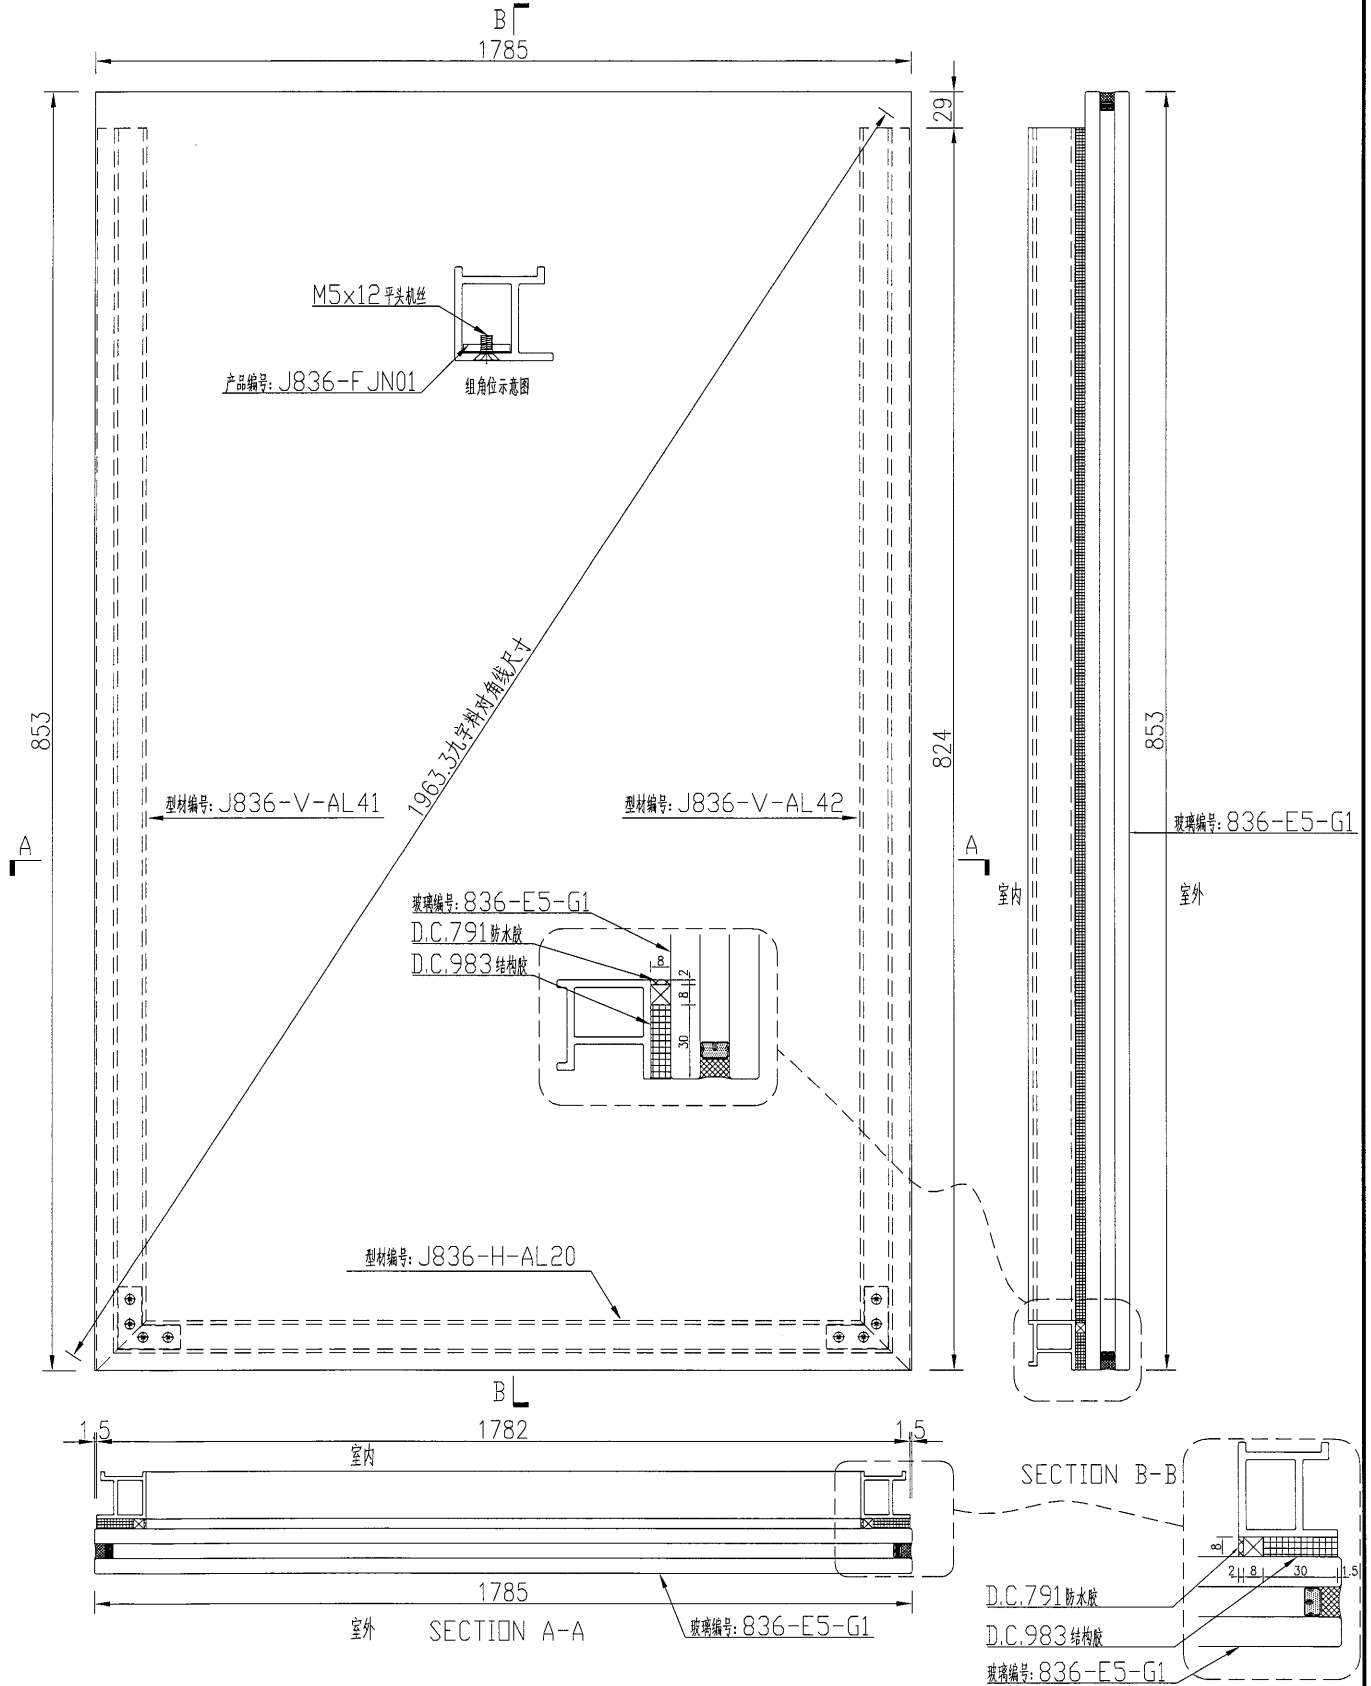 B
1785
29
M5x12平头机丝
产品编号:J836-FJN01
组角位示意图
1963.3九字料对角线尺寸
853
824
853
型材编号:J836-V-AL41
型材编号:J836-V-AL42
玻璃编号:836-E5-G1
A
A
室内
室外
玻璃编号:836-E5-G1
D.C.791防水胶
D.C.983结构胶
8
2
8
30
型材编号:J836-H-AL20
B
1.5
1782
1.5
室内
SECTION B-B
8
2
8
30
1.5
1785
室外
SECTION A-A
玻璃编号:836-E5-G1
D.C.791防水胶
D.C.983结构胶
玻璃编号:836-E5-G1